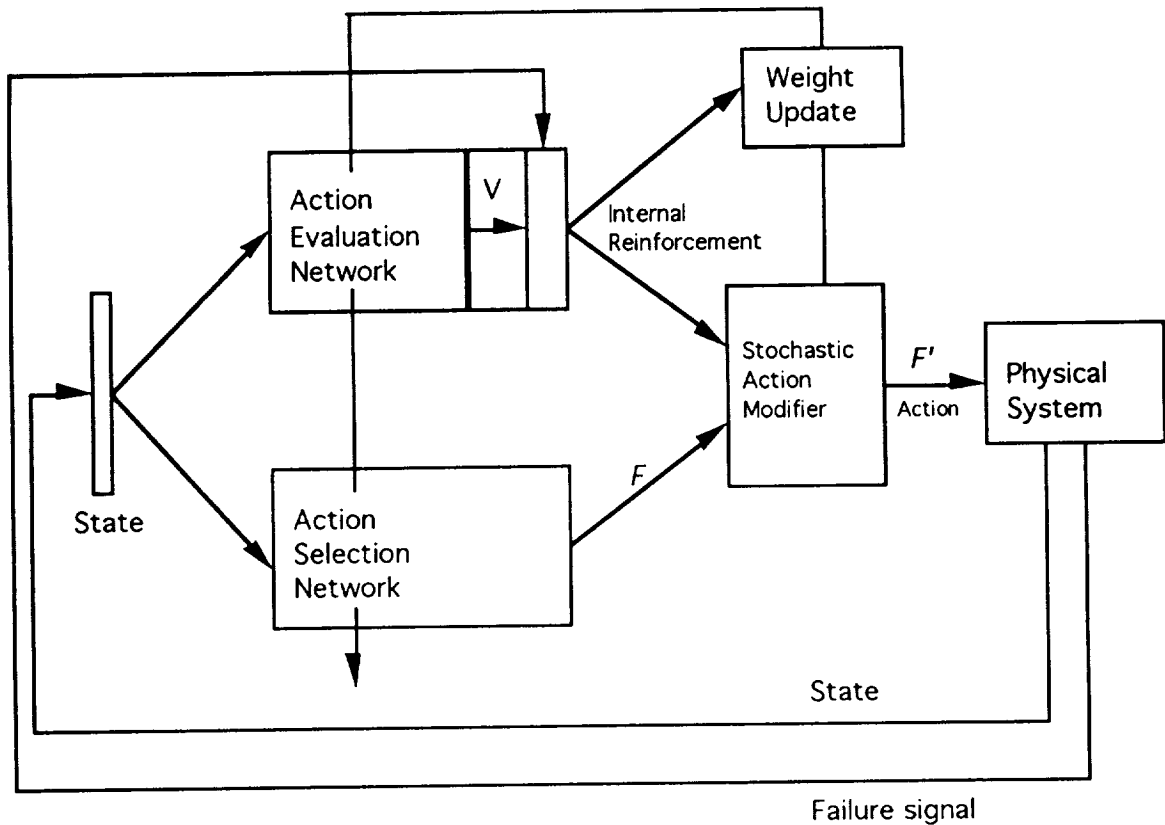 Weight
Update
Action
Evaluation
Network
V
Internal
Reinforcement
Stochastic
Action
Modifier
F'
Action
Physical
System
State
F
Action
Selection
Network
State
Failure signal